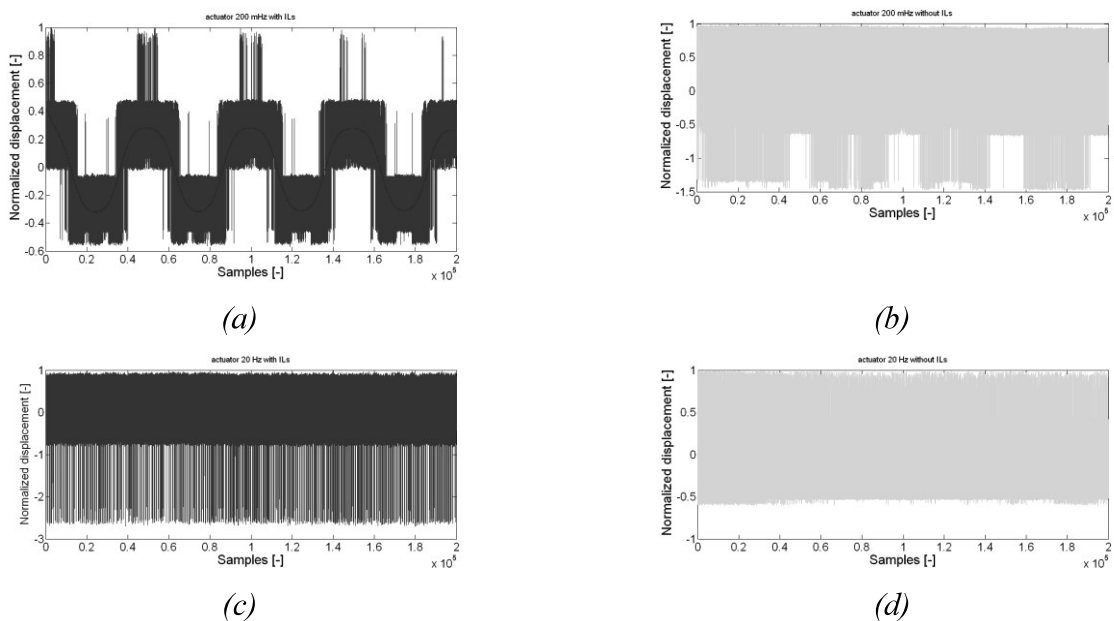 actuator 200 mHz with ILs
Normalized displacement [-]
1
0.8
0.6
0.4
0.2
0
-0.2
-0.4
-0.6
0 0.2 0.4 0.6 0.8 1 1.2 1.4 1.6 1.8 2
Samples [-]
x 10^5
(a)
actuator 200 mHz without ILs
Normalized displacement [-]
1
0.5
0
-0.5
-1
-1.5
0 0.2 0.4 0.6 0.8 1 1.2 1.4 1.6 1.8 2
Samples [-]
x 10^5
(b)
actuator 20 Hz with ILs
Normalized displacement [-]
1
0
-1
-2
-3
0 0.2 0.4 0.6 0.8 1 1.2 1.4 1.6 1.8 2
Samples [-]
x 10^5
(c)
actuator 20 Hz without ILs
Normalized displacement [-]
1
0.5
0
-0.5
-1
0 0.2 0.4 0.6 0.8 1 1.2 1.4 1.6 1.8 2
Samples [-]
x 10^5
(d)